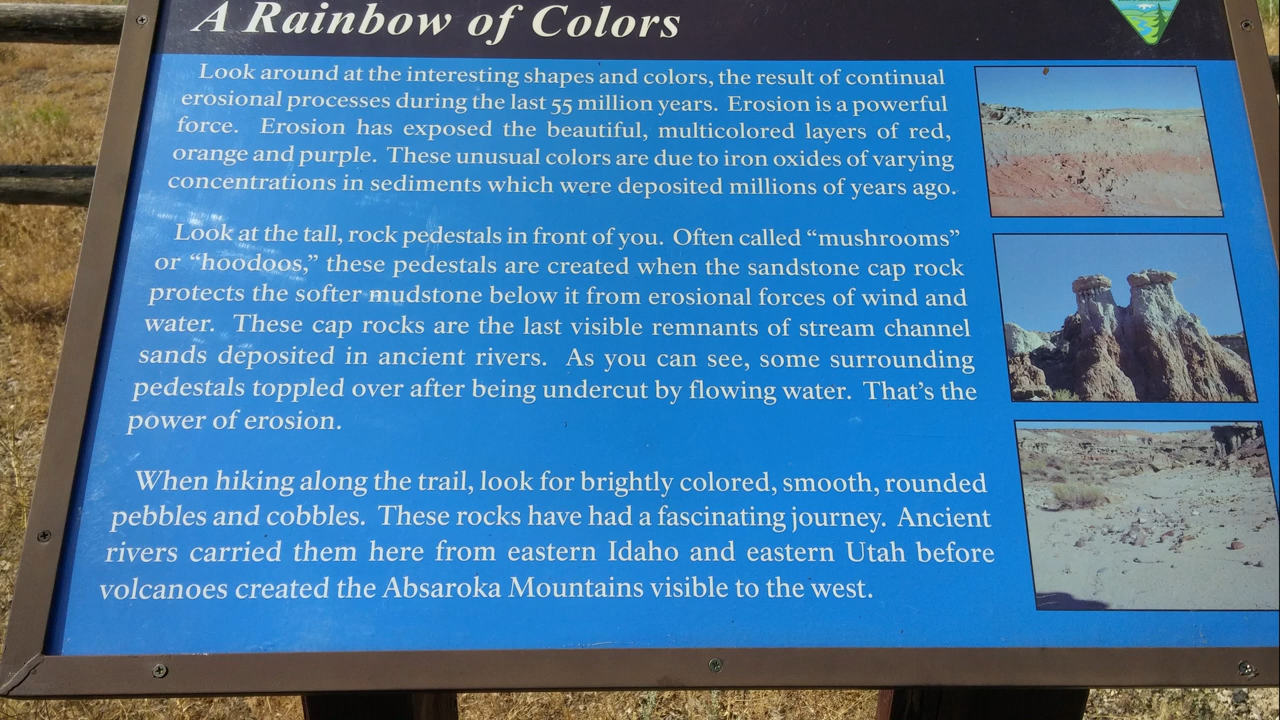 A Rainbow of Colors
Look around at the interesting shapes and colors, the result of continual
erosional processes during the last 55 million years. Erosion is a powerful
force. Erosion has exposed the beautiful, multicolored layers of red,
orange and purple. These unusual colors are due to iron oxides of varying
concentrations in sediments which were deposited millions of years ago.
Look at the tall, rock pedestals in front of you. Often called “mushrooms”
or “hoodoos,” these pedestals are created when the sandstone cap rock
protects the softer mudstone below it from erosional forces of wind and
water. These cap rocks are the last visible remnants of stream channel
sands deposited in ancient rivers. As you can see, some surrounding
pedestals toppled over after being undercut by flowing water. That’s the
power of erosion.
When hiking along the trail, look for brightly colored, smooth, rounded
pebbles and cobbles. These rocks have had a fascinating journey. Ancient
rivers carried them here from eastern Idaho and eastern Utah before
volcanoes created the Absaroka Mountains visible to the west.